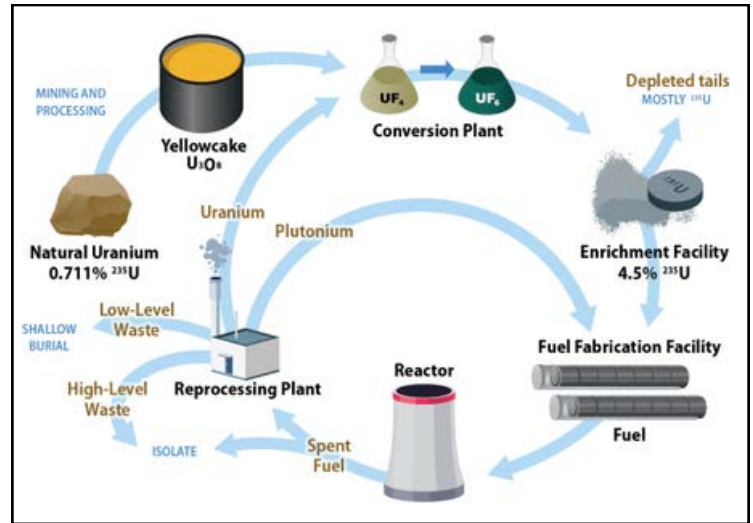 MINING AND
PROCESSING
Yellowcake
U₃O₈
UF₄
UF₆
Conversion Plant
Depleted tails
MOSTLY
Natural Uranium
0.711% ²³⁵U
Uranium
Plutonium
Enrichment Facility
4.5% ²³⁵U
Low-Level
Waste
SHALLOW
BURIAL
High-Level
Waste
Reprocessing Plant
ISOLATE
Spent
Fuel
Reactor
Fuel Fabrication Facility
Fuel